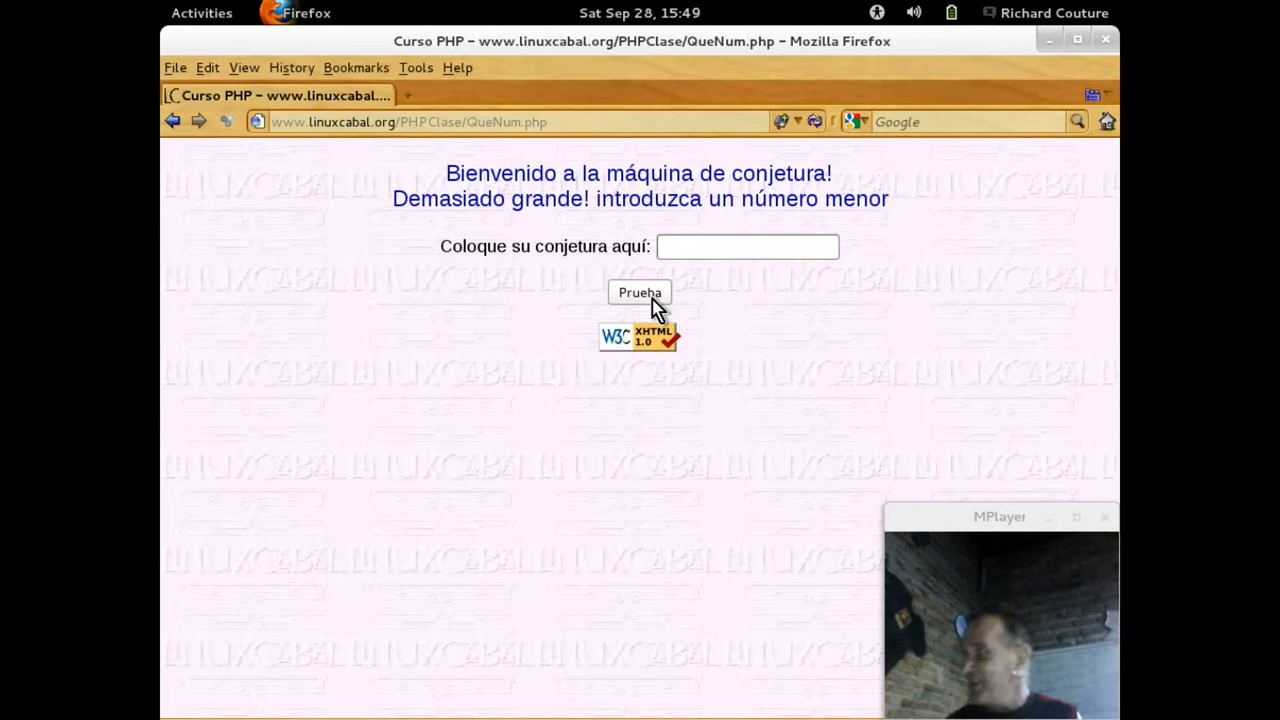 Activities Firefox Sat Sep 28, 15:49 Richard Couture
Curso PHP - www.linuxcabal.org/PHPClase/QueNum.php - Mozilla Firefox
File Edit View History Bookmarks Tools Help
Curso PHP - www.linuxcabal....
www.linuxcabal.org/PHPClase/QueNum.php Google
Bienvenido a la máquina de conjetura!
Demasiado grande! introduzca un número menor
Coloque su conjetura aquí:
Prueba
W3C XHTML 1.0
MPlayer
LINUXCABAL